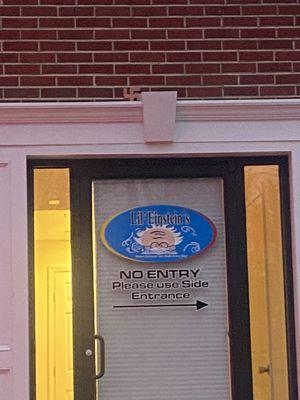 Lil' Einstein's
NO ENTRY
Please use Side
Entrance